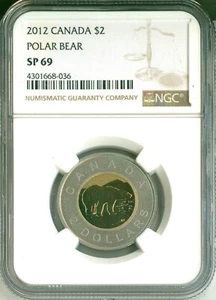 2012 CANADA $2
POLAR BEAR
SP 69
4301668-036
NUMISMATIC GUARANTY COMPANY
NGC
CANADA
2 DOLLARS